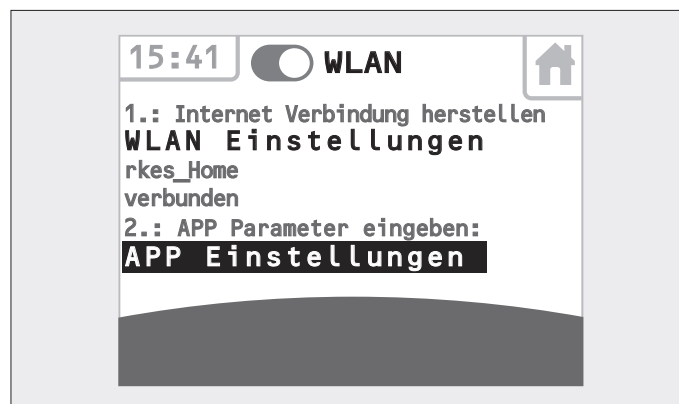 15:41 WLAN
1.: Internet Verbindung herstellen
WLAN Einstellungen
rkes_Home
verbunden
2.: APP Parameter eingeben:
APP Einstellungen